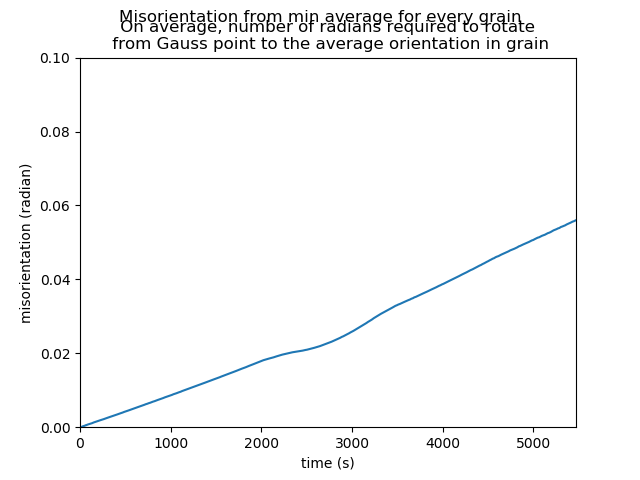 Misorientation from min average for every grain
On average, number of radians required to rotate
from Gauss point to the average orientation in grain
0.10
0.08
0.06
0.04
0.02
0.00
misorientation (radian)
0 1000 2000 3000 4000 5000
time (s)